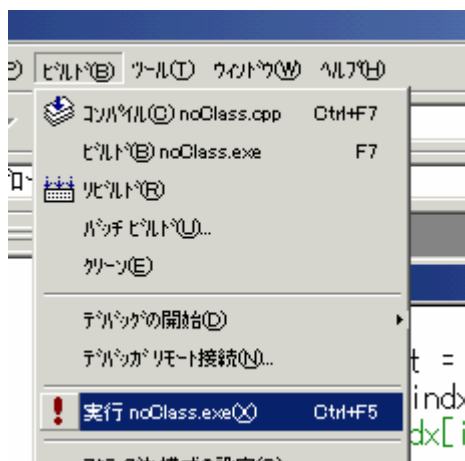 ﾋﾞﾙﾄﾞ(B) ﾂｰﾙ(T) ｳｨﾝﾄﾞｳ(W) ﾍﾙﾌﾟ(H)
ｺﾝﾊﾟｲﾙ(C) noClass.cpp Ctrl+F7
ﾋﾞﾙﾄﾞ(B) noClass.exe F7
ﾘﾋﾞﾙﾄﾞ(R)
ﾊﾞｯﾁ ﾋﾞﾙﾄﾞ(U)...
ｸﾘｰﾝ(E)
ﾃﾞﾊﾞｯｸﾞの開始(D)
ﾃﾞﾊﾞｯｶﾞ ﾘﾓｰﾄ接続(N)...
t =
実行 noClass.exe(X) Ctrl+F5
indx
dx[i